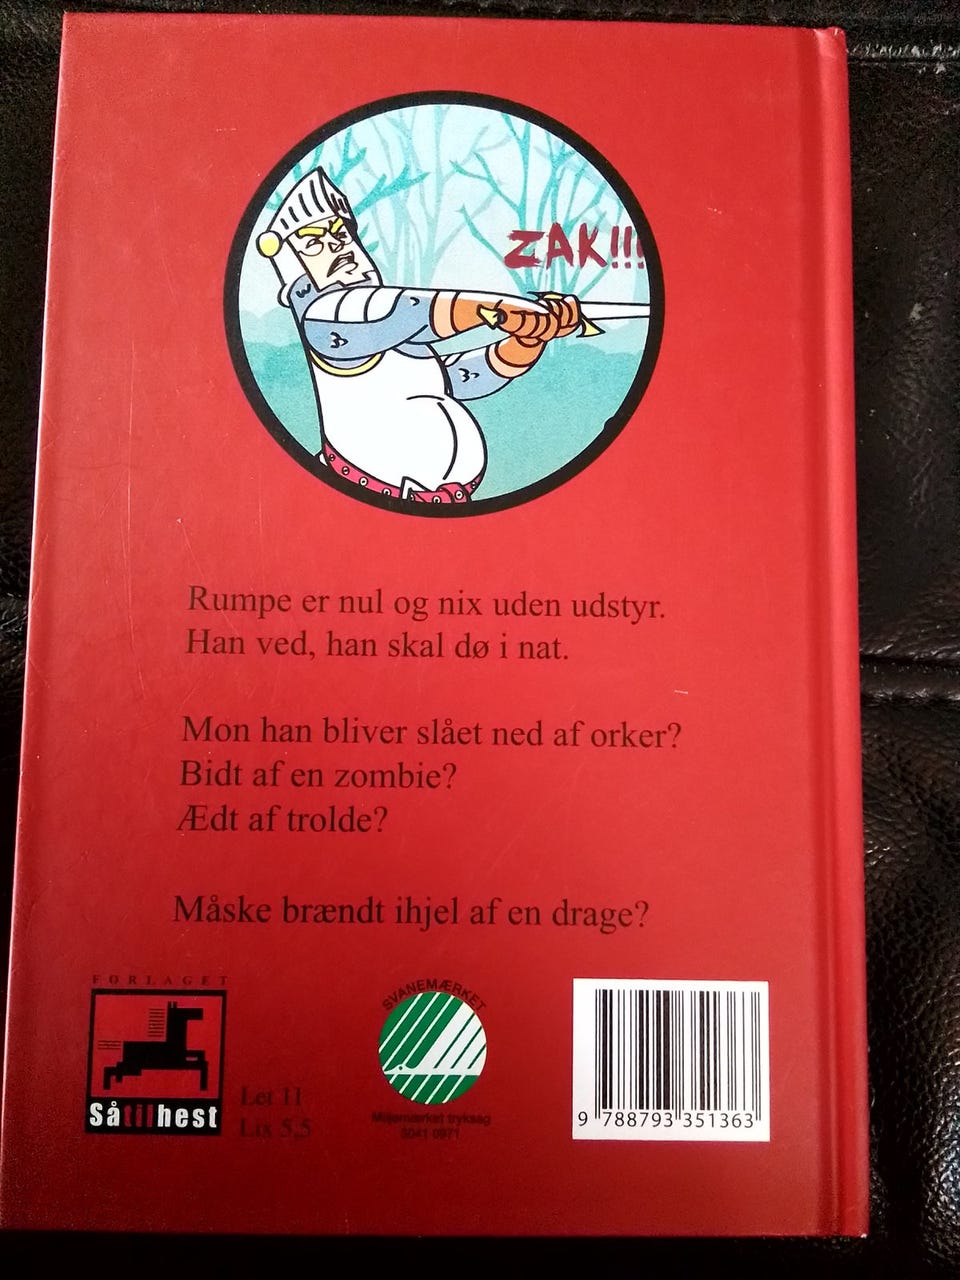 ZAK!!!
Rumpe er nul og nix uden udstyr.
Han ved, han skal dø i nat.
Mon han bliver slået ned af orker?
Bidt af en zombie?
Ædt af trolde?
Måske brændt ihjel af en drage?
FORLAGET
Såtilhest
Let 11
Lix 5,5
SVANEMÆRKET
Miljømærket tryksag
3041 0971
9 788793 351363